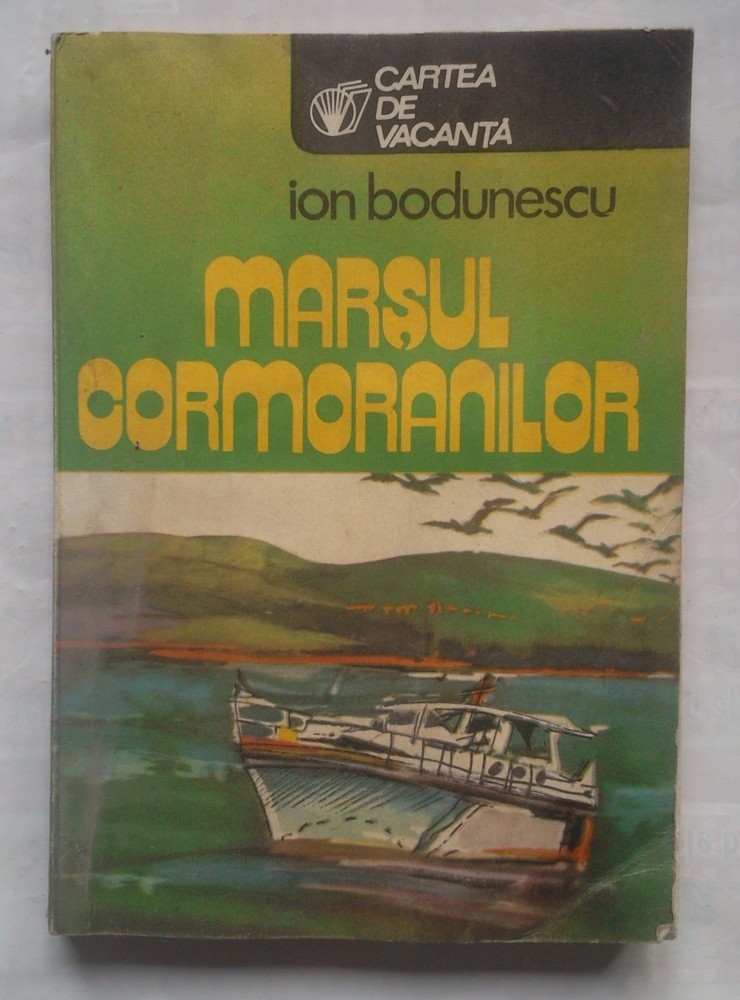 CARTEA
DE
VACANȚĂ
ion bodunescu
MARȘUL
CORMORANILOR